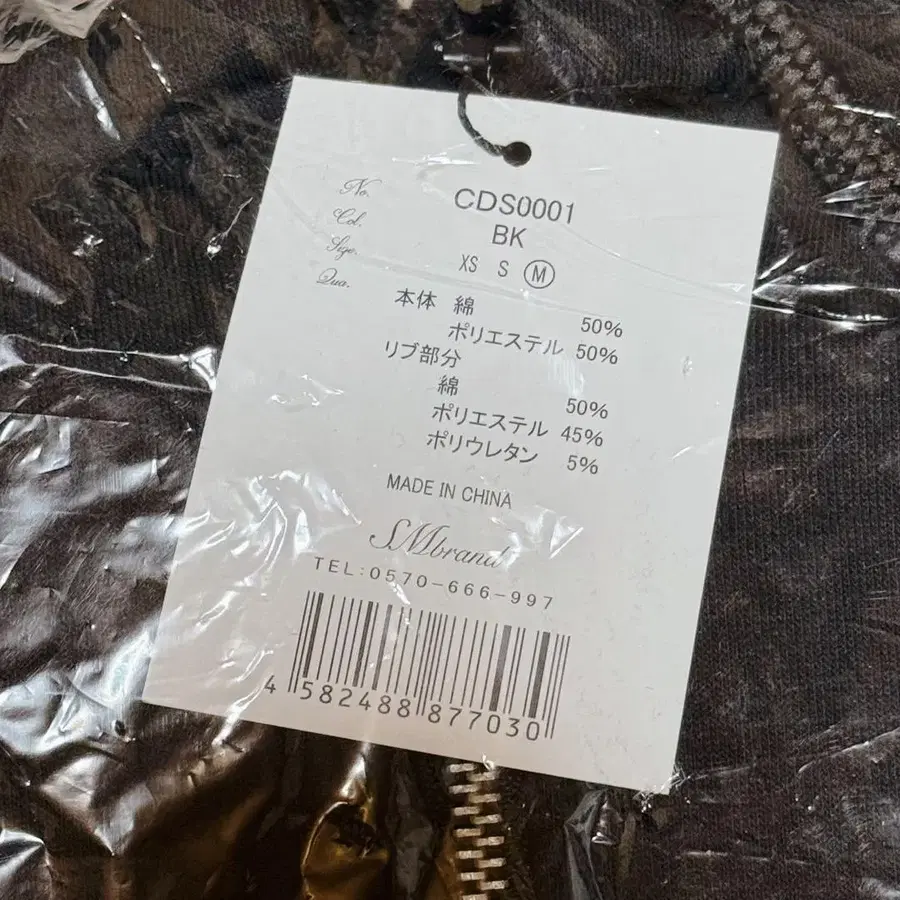 No. CDS0001
Col. BK
Size. XS S M
Qua. 本体 綿 50%
ポリエステル 50%
リブ部分
綿 50%
ポリエステル 45%
ポリウレタン 5%
MADE IN CHINA
SMbrand
TEL:0570-666-997
4 582488 877030